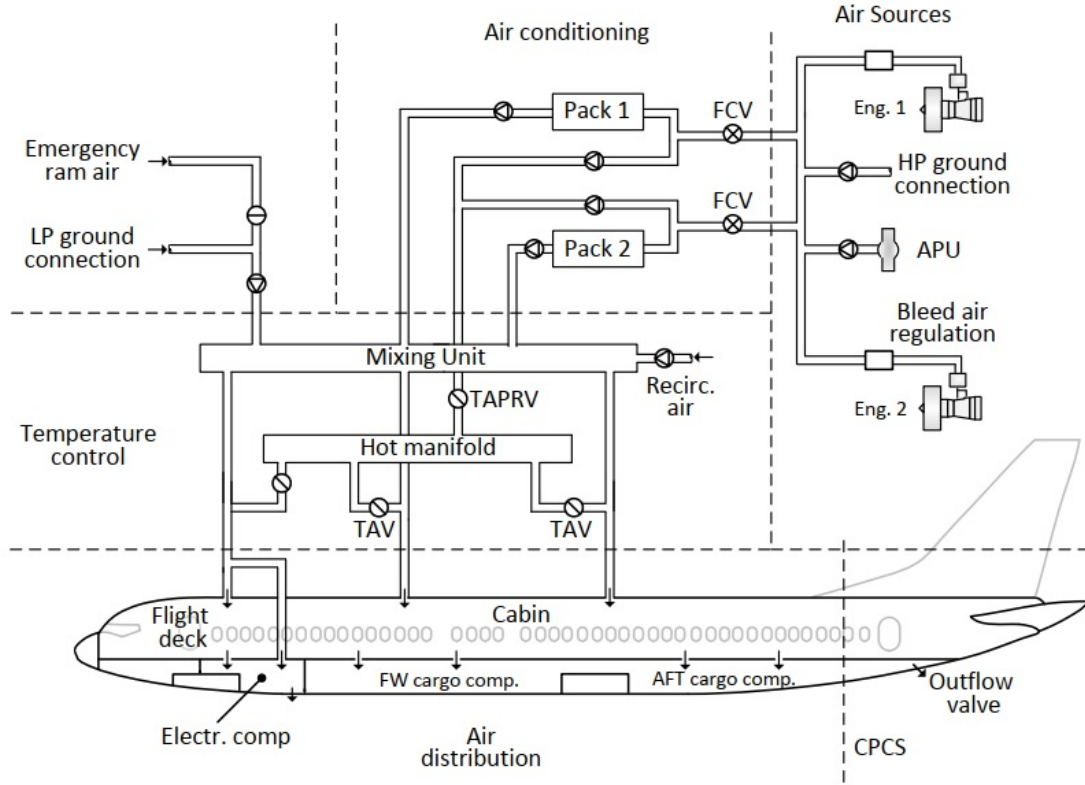 Air conditioning
Air Sources
Pack 1
FCV
Eng. 1
Emergency
ram air
HP ground
connection
FCV
LP ground
connection
Pack 2
APU
Bleed air
regulation
Mixing Unit
Recirc.
air
TAPRV
Eng. 2
Temperature
control
Hot manifold
TAV
TAV
Flight
deck
Cabin
FW cargo comp.
AFT cargo comp.
Outflow
valve
Electr. comp
Air
distribution
CPCS